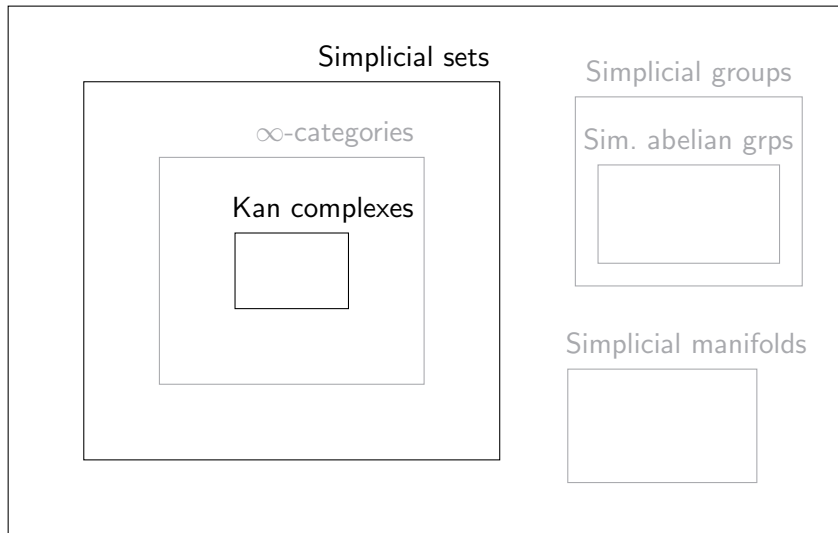 Simplicial sets
Simplicial groups
∞-categories
Sim. abelian grps
Kan complexes
Simplicial manifolds